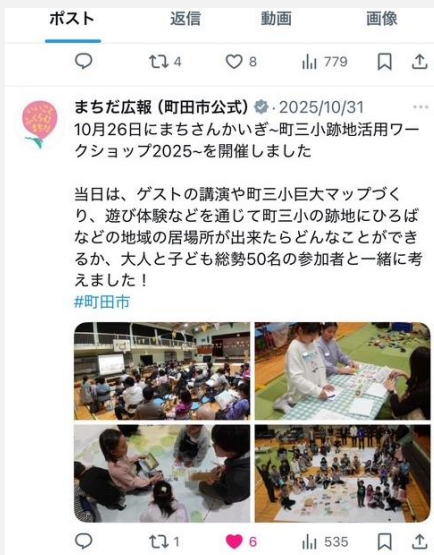 ポスト 返信 動画 画像
4 8 779
まちだ広報（町田市公式） · 2025/10/31 …
10月26日にまちさんかいぎ~町三小跡地活用ワー
クショップ2025~を開催しました
当日は、ゲストの講演や町三小巨大マップづく
り、遊び体験などを通じて町三小の跡地にひろば
などの地域の居場所が出来たらどんなことができ
るか、大人と子ども総勢50名の参加者と一緒に考
えました！
#町田市
1 6 535